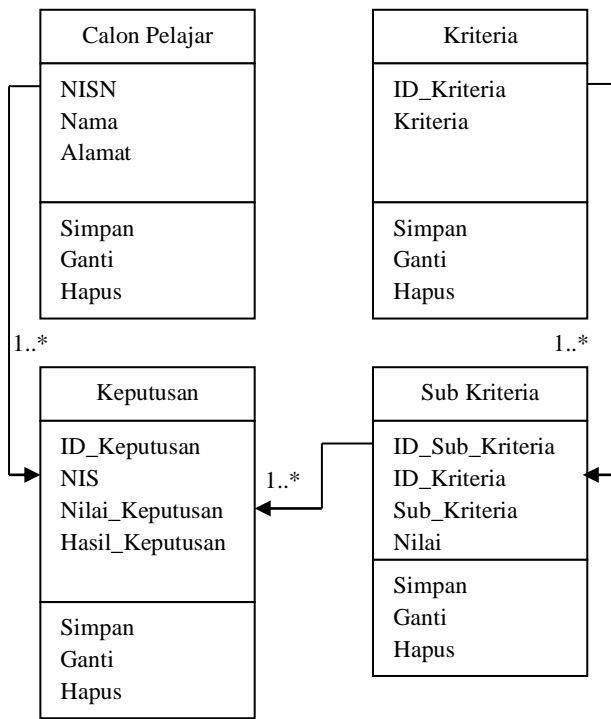 Calon Pelajar
NISN
Nama
Alamat
Simpan
Ganti
Hapus
Kriteria
ID_Kriteria
Kriteria
Simpan
Ganti
Hapus
1..*
1..*
Keputusan
ID_Keputusan
NIS
Nilai_Keputusan
Hasil_Keputusan
Simpan
Ganti
Hapus
1..*
Sub Kriteria
ID_Sub_Kriteria
ID_Kriteria
Sub_Kriteria
Nilai
Simpan
Ganti
Hapus